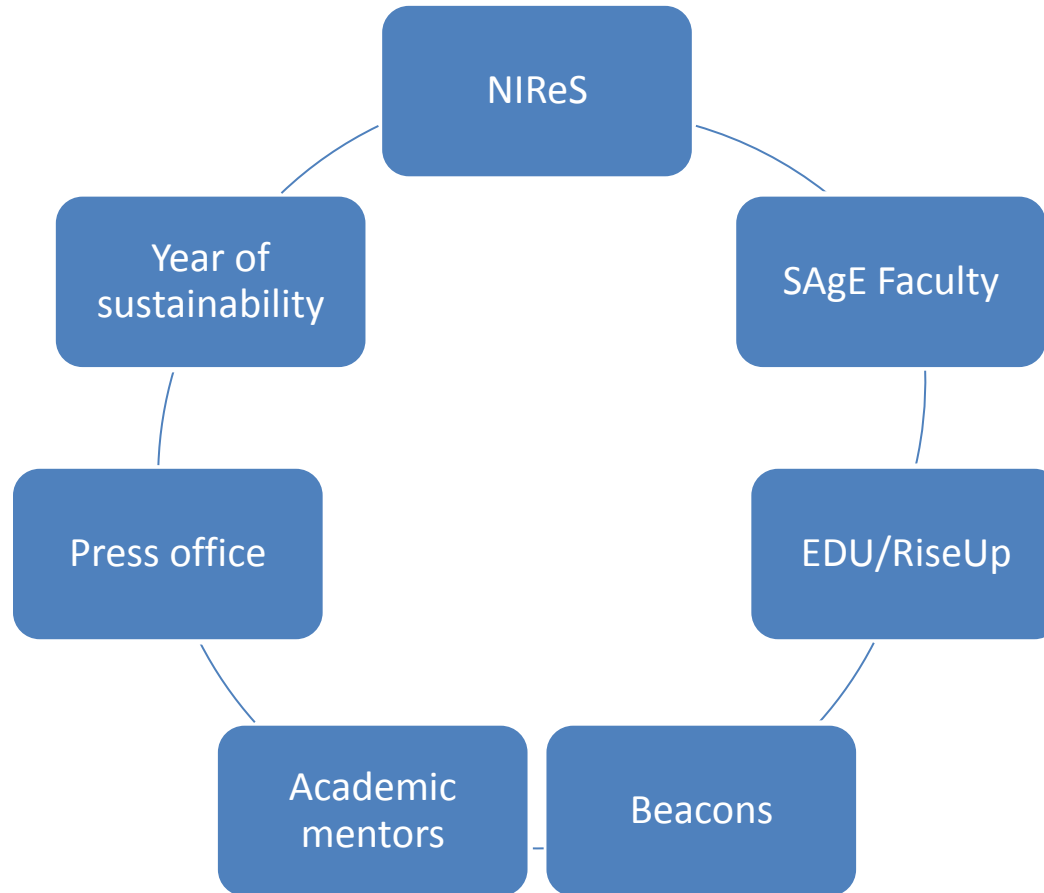 NIReS
SAgE Faculty
EDU/RiseUp
Beacons
Academic
mentors
Press office
Year of
sustainability